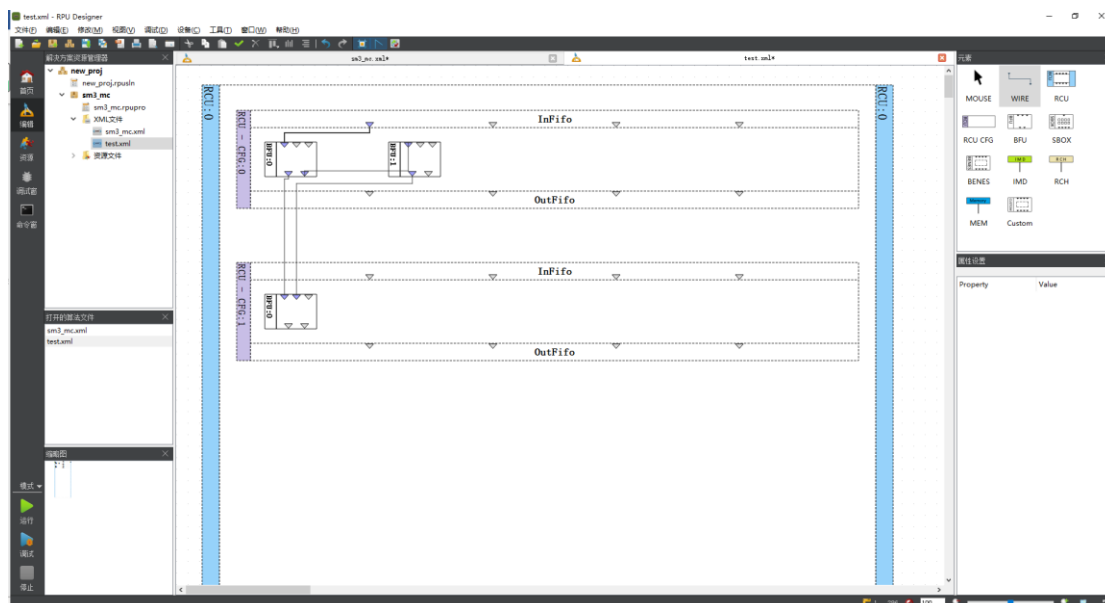 test.xml - RPU Designer
文件(F) 编辑(E) 修改(M) 视图(V) 调试(D) 设备(C) 工具(T) 窗口(W) 帮助(H)
解决方案资源管理器
new_proj
new_proj.rpusln
sm3_mc
sm3_mc.rpupro
XML文件
sm3_mc.xml
test.xml
资源文件
首页
编辑
资源
调试窗
命令窗
打开的算法文件
sm3_mc.xml
test.xml
缩略图
模式
运行
调试
停止
sm3_mc.xml*
test.xml*
RCU:0
RCU - CFG:0
InFifo
BFU:0
BFU:1
OutFifo
RCU - CFG:1
InFifo
BFU:0
OutFifo
RCU:0
元素
MOUSE WIRE RCU
RCU CFG BFU SBOX
BENES IMD RCH
MEM Custom
属性设置
Property Value
100